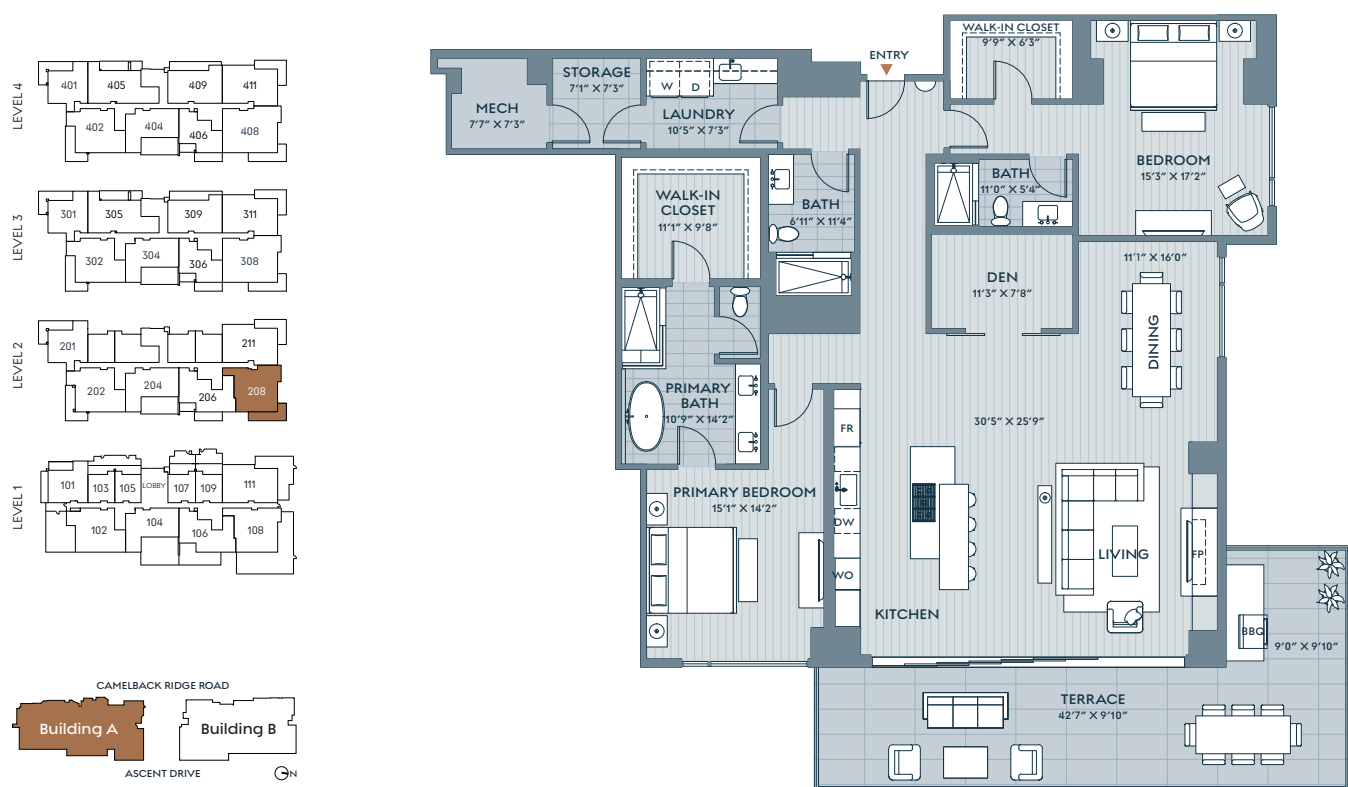 LEVEL 4
401
405
409
411
402
404
406
408
LEVEL 3
301
305
309
311
302
304
306
308
LEVEL 2
201
211
202
204
206
208
LEVEL 1
101
103
105
LOBBY
107
109
111
102
104
106
108
CAMELBACK RIDGE ROAD
Building A
Building B
ASCENT DRIVE
N
ENTRY
MECH
7'7" X 7'3"
STORAGE
7'1" X 7'3"
W
D
LAUNDRY
10'5" X 7'3"
WALK-IN CLOSET
9'9" X 6'3"
BEDROOM
15'3" X 17'2"
BATH
11'0" X 5'4"
WALK-IN
CLOSET
11'1" X 9'8"
BATH
6'11" X 11'4"
DEN
11'3" X 7'8"
11'1" X 16'0"
DINING
PRIMARY
BATH
10'9" X 14'2"
30'5" X 25'9"
FR
DW
WO
PRIMARY BEDROOM
15'1" X 14'2"
KITCHEN
LIVING
FP
BBQ
9'0" X 9'10"
TERRACE
42'7" X 9'10"